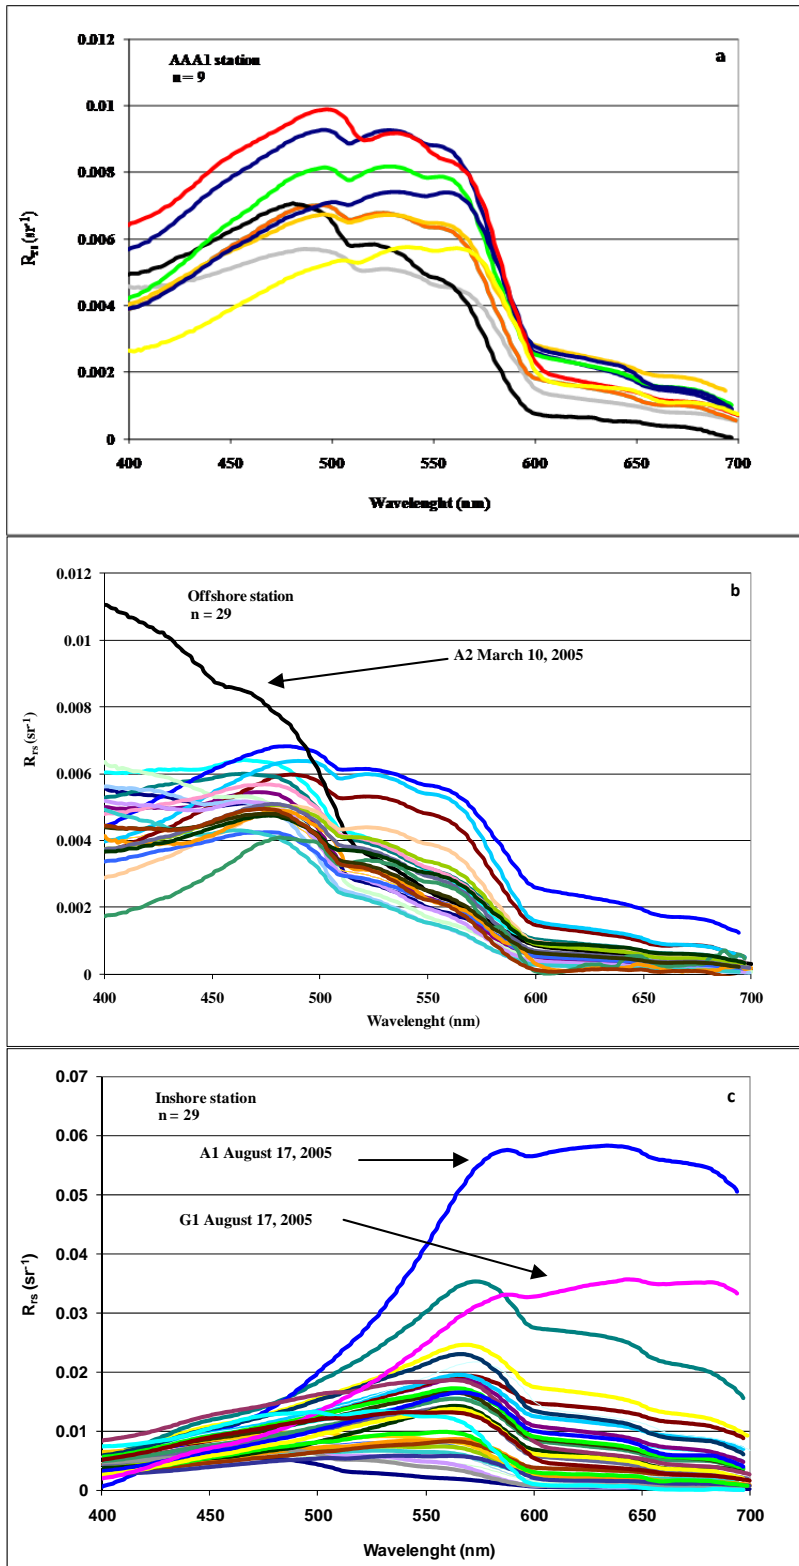 0.012
AAA1 station
n = 9
a
0.01
0.008
0.006
0.004
0.002
0
Rrs (sr-1)
400 450 500 550 600 650 700
Wavelenght (nm)
0.012
Offshore station
n = 29
b
0.01
A2 March 10, 2005
0.008
0.006
0.004
0.002
0
Rrs (sr-1)
400 450 500 550 600 650 700
Wavelenght (nm)
0.07
Inshore station
n = 29
c
0.06
A1 August 17, 2005
0.05
G1 August 17, 2005
0.04
0.03
0.02
0.01
0
Rrs (sr-1)
400 450 500 550 600 650 700
Wavelenght (nm)